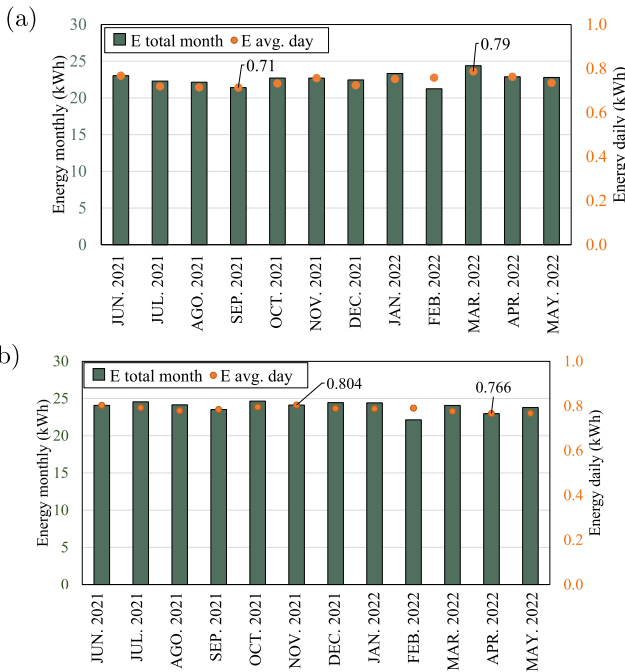 (a)
E total month
E avg. day
0.71
0.79
Energy monthly (kWh)
30
25
20
15
10
5
0
Energy daily (kWh)
1.0
0.8
0.6
0.4
0.2
0.0
JUN. 2021
JUL. 2021
AGO. 2021
SEP. 2021
OCT. 2021
NOV. 2021
DEC. 2021
JAN. 2022
FEB. 2022
MAR. 2022
APR. 2022
MAY. 2022
b)
E total month
E avg. day
0.804
0.766
Energy monthly (kWh)
30
25
20
15
10
5
0
Energy daily (kWh)
1.0
0.8
0.6
0.4
0.2
0.0
JUN. 2021
JUL. 2021
AGO. 2021
SEP. 2021
OCT. 2021
NOV. 2021
DEC. 2021
JAN. 2022
FEB. 2022
MAR. 2022
APR. 2022
MAY. 2022